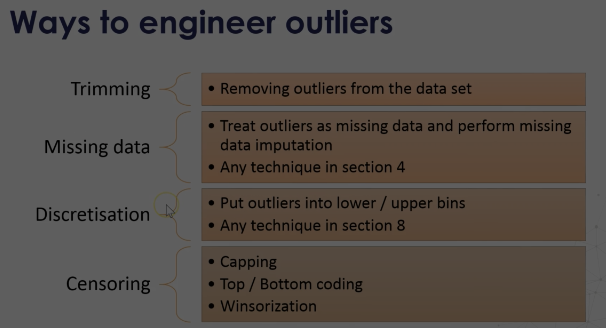 Ways to engineer outliers
Trimming
• Removing outliers from the data set
Missing data
• Treat outliers as missing data and perform missing
data imputation
• Any technique in section 4
Discretisation
• Put outliers into lower / upper bins
• Any technique in section 8
Censoring
• Capping
• Top / Bottom coding
• Winsorization